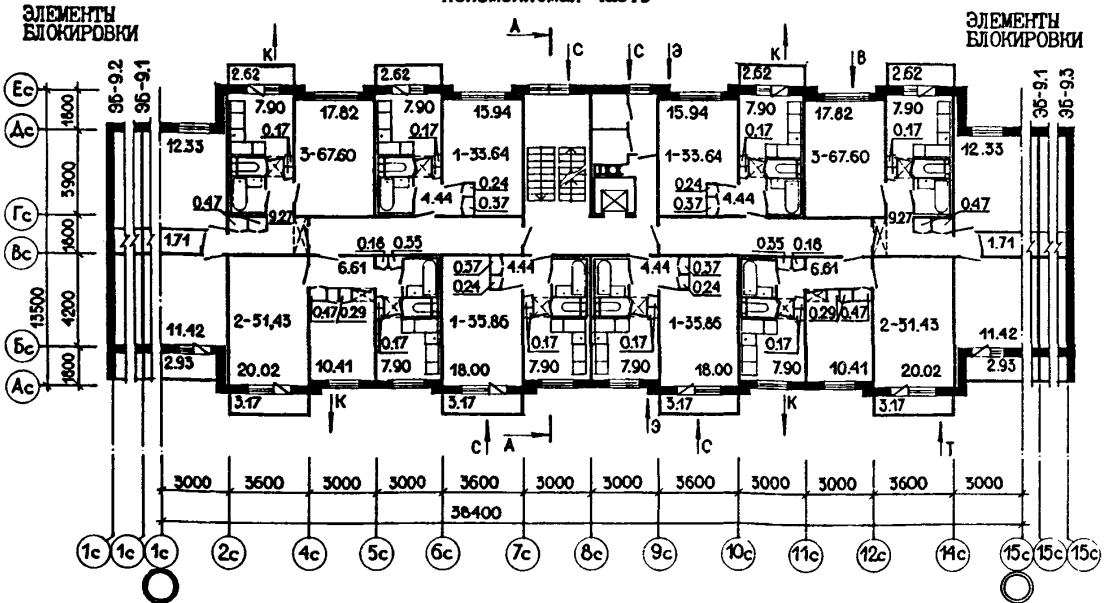 ЭЛЕМЕНТЫ
БЛОКИРОВКИ
ЭЛЕМЕНТЫ
БЛОКИРОВКИ
А К С С Э К В
ЭБ-9.2 ЭБ-9.1
ЭБ-9.1 ЭБ-9.3
2.62 2.62 2.62 2.62
Ес
7.90 17.82 7.90 15.94 15.94 7.90 17.82 7.90
1800
Дс
0.17 0.17 0.17 0.17
12.33 3-67.60 1-33.64 1-33.64 3-67.60 12.33
3900
0.24 0.24
0.47 4.44 0.37 0.37 4.44 0.47
Гс
9.27 9.27
1600
1.71 1.71
Вс
0.18 0.35 0.35 0.18
6.61 0.37 4.44 4.44 0.37 6.61
0.24 0.24
13500
4200
0.47 0.29 0.29 0.47
11.42 2-51,43 1-35.86 1-35.86 2-51,43 11.42
Бс
0.17 0.17 0.17 0.17
2.93 20.02 10.41 7.90 18.00 7.90 7.90 18.00 7.90 10.41 20.02 2.93
1800
Ас
3.17 3.17 3.17 3.17
К С А Э С К Т
3000 3600 3000 3000 3600 3000 3000 3600 3000 3000 3600 3000
38400
1с 1с 1с 2с 4с 5с 6с 7с 8с 9с 10с 11с 12с 14с 15с 15с 15с